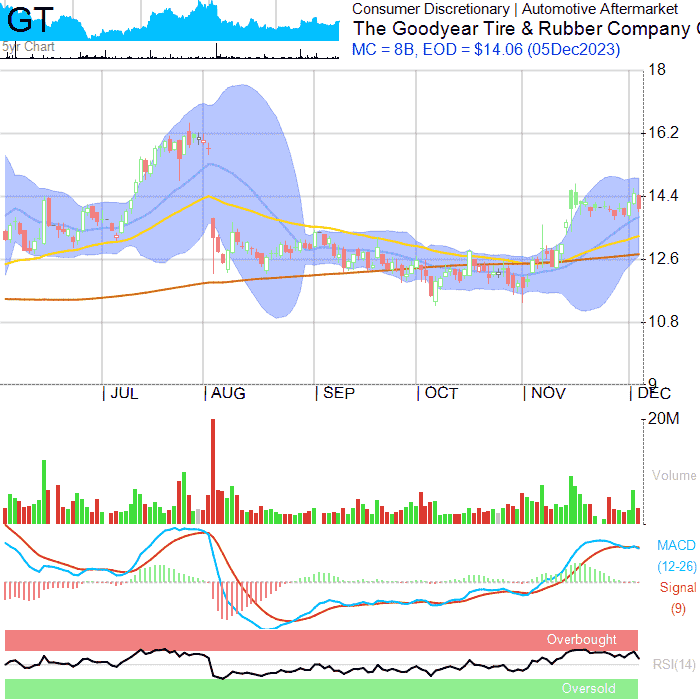 GT
5yr Chart
Consumer Discretionary | Automotive Aftermarket
The Goodyear Tire & Rubber Company
MC = 8B, EOD = $14.06 (05Dec2023)
18
16.2
14.4
12.6
10.8
9
JUL AUG SEP OCT NOV DEC
20M
Volume
MACD
(12-26)
Signal
(9)
Overbought
RSI(14)
Oversold